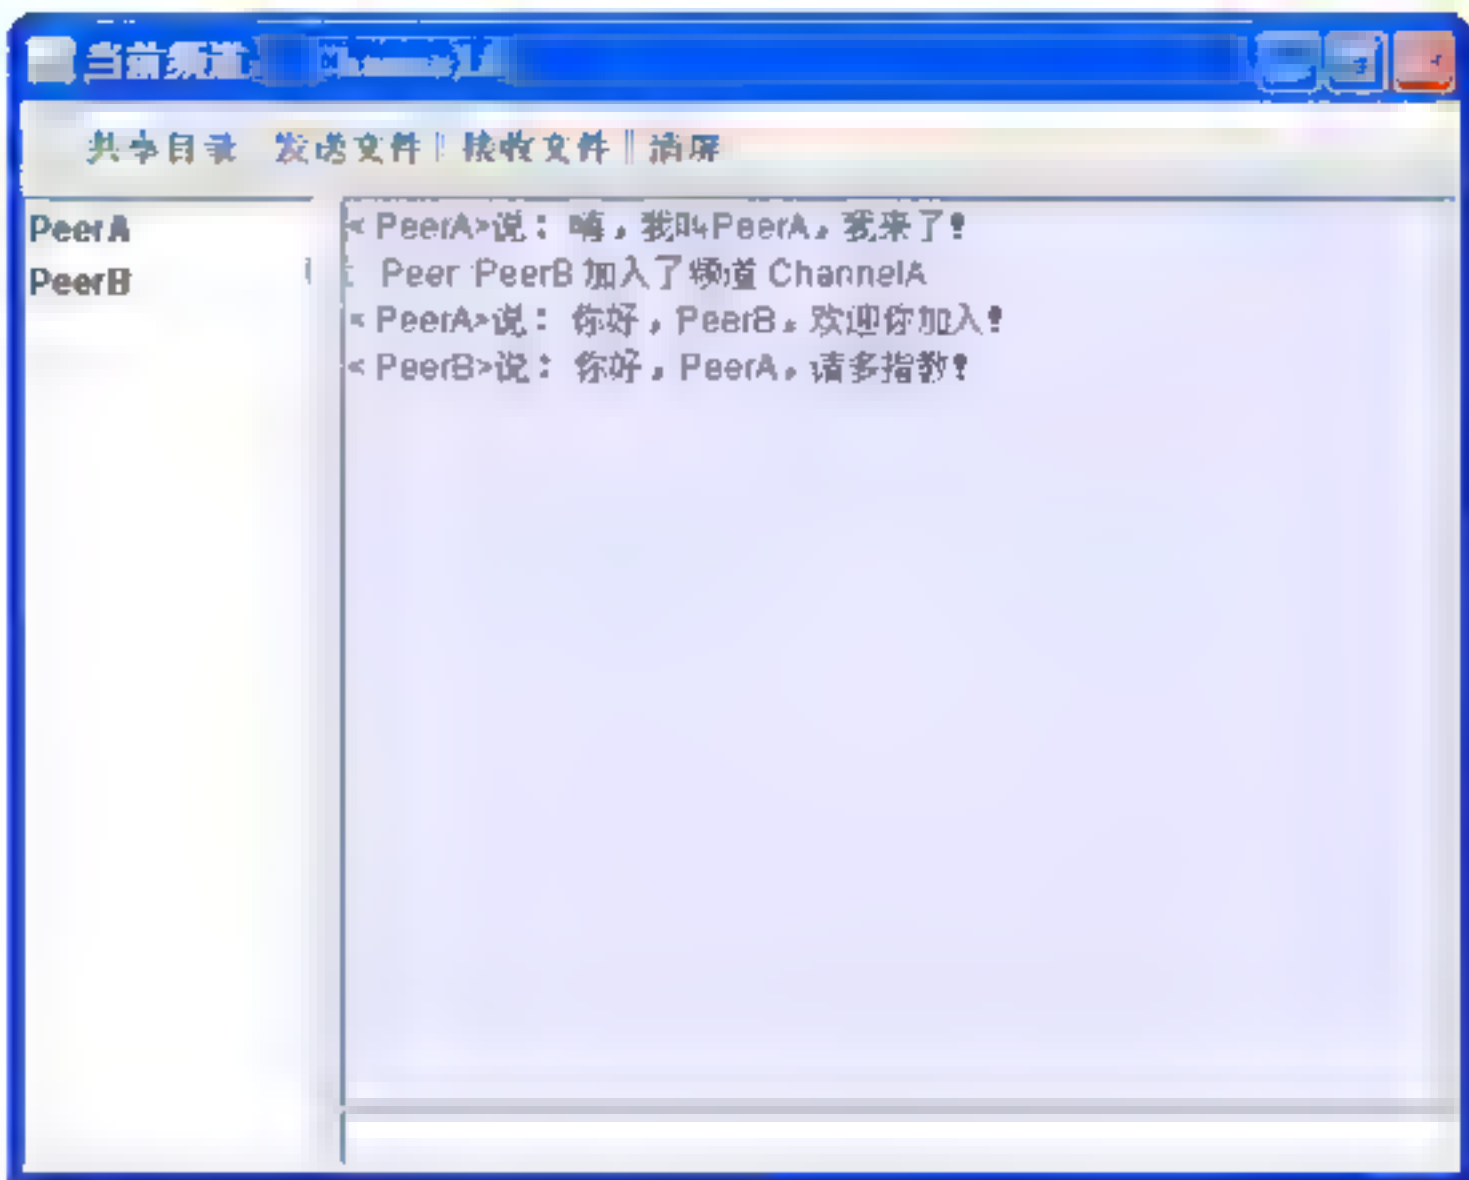 当前频道
共享目录 发送文件 接收文件 清屏
PeerA
PeerB
< PeerA>说：嗨，我叫PeerA，我来了！
Peer PeerB 加入了频道 ChannelA
< PeerA>说：你好，PeerB，欢迎你加入！
< PeerB>说：你好，PeerA，请多指教！